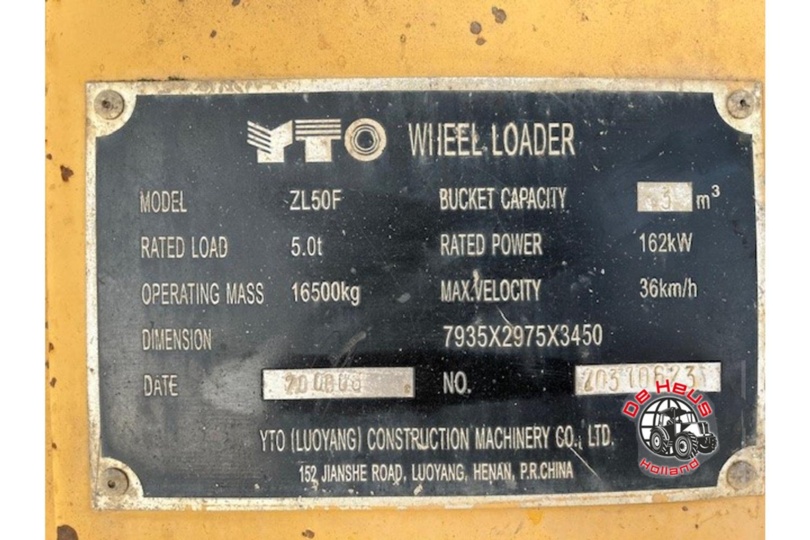 YTO WHEEL LOADER
MODEL ZL50F BUCKET CAPACITY 3 m³
RATED LOAD 5.0t RATED POWER 162kW
OPERATING MASS 16500kg MAX.VELOCITY 36km/h
DIMENSION 7935X2975X3450
DATE NO.
YTO (LUOYANG) CONSTRUCTION MACHINERY CO., LTD.
152 JIANSHE ROAD, LUOYANG, HENAN, P.R.CHINA
De Heus
Holland